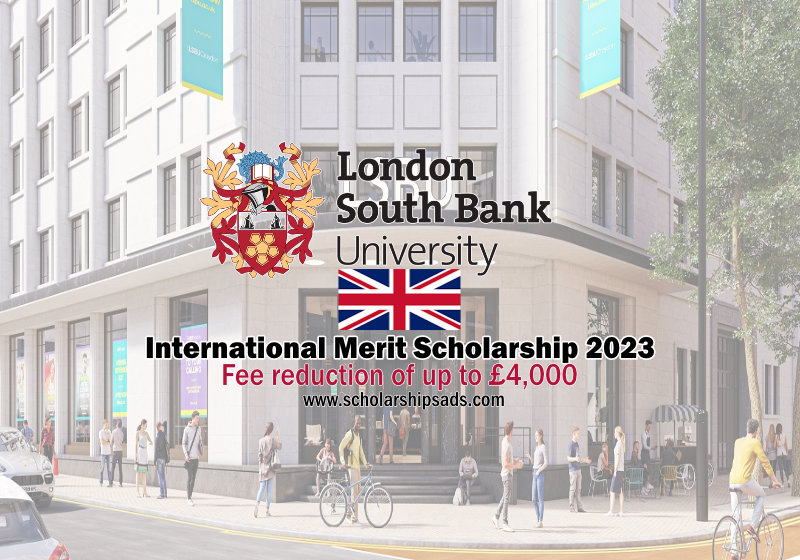 London
South Bank
University
International Merit Scholarship 2023
Fee reduction of up to £4,000
www.scholarshipsads.com